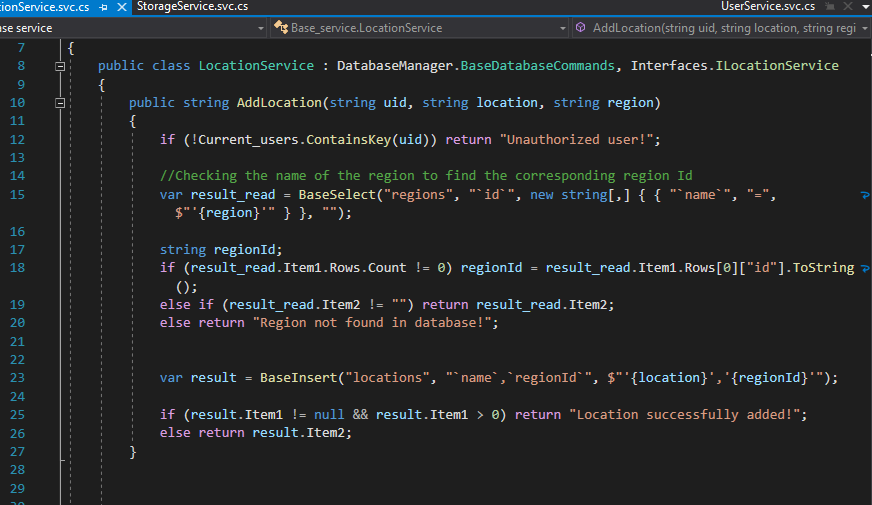 ionService.svc.cs StorageService.svc.cs UserService.svc.cs
se service Base_service.LocationService AddLocation(string uid, string location, string regi
7 {
8 public class LocationService : DatabaseManager.BaseDatabaseCommands, Interfaces.ILocationService
9 {
10 public string AddLocation(string uid, string location, string region)
11 {
12 if (!Current_users.ContainsKey(uid)) return "Unauthorized user!";
13
14 //Checking the name of the region to find the corresponding region Id
15 var result_read = BaseSelect("regions", "`id`", new string[,] { { "`name`", "=",
$"'{region}'" } }, "");
16
17 string regionId;
18 if (result_read.Item1.Rows.Count != 0) regionId = result_read.Item1.Rows[0]["id"].ToString
();
19 else if (result_read.Item2 != "") return result_read.Item2;
20 else return "Region not found in database!";
21
22
23 var result = BaseInsert("locations", "`name`,`regionId`", $"'{location}','{regionId}'");
24
25 if (result.Item1 != null && result.Item1 > 0) return "Location successfully added!";
26 else return result.Item2;
27 }
28
29